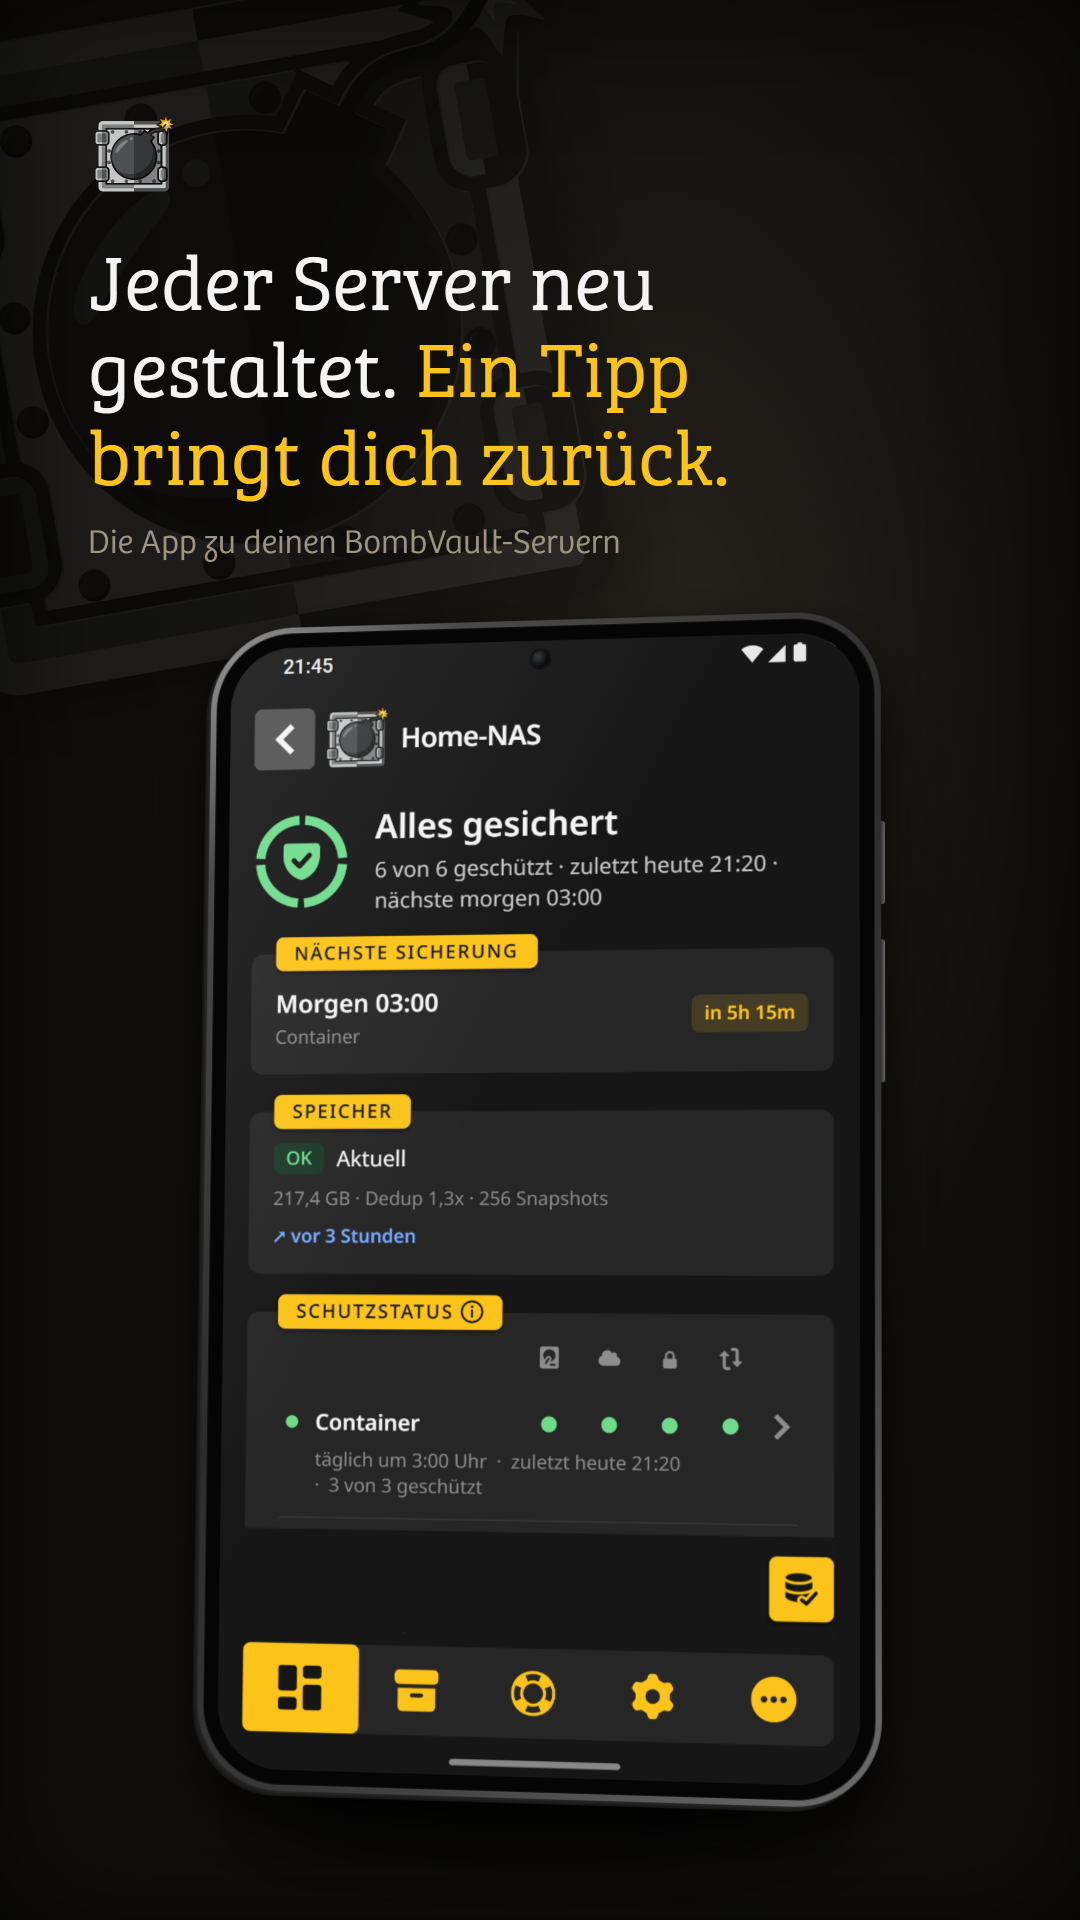 Jeder Server neu
gestaltet. Ein Tipp
bringt dich zurück.
Die App zu deinen BombVault-Servern
21:45
Home-NAS
Alles gesichert
6 von 6 geschützt · zuletzt heute 21:20 ·
nächste morgen 03:00
NÄCHSTE SICHERUNG
Morgen 03:00
in 5h 15m
Container
SPEICHER
OK Aktuell
217,4 GB · Dedup 1,3x · 256 Snapshots
↗ vor 3 Stunden
SCHUTZSTATUS
Container
täglich um 3:00 Uhr · zuletzt heute 21:20
· 3 von 3 geschützt